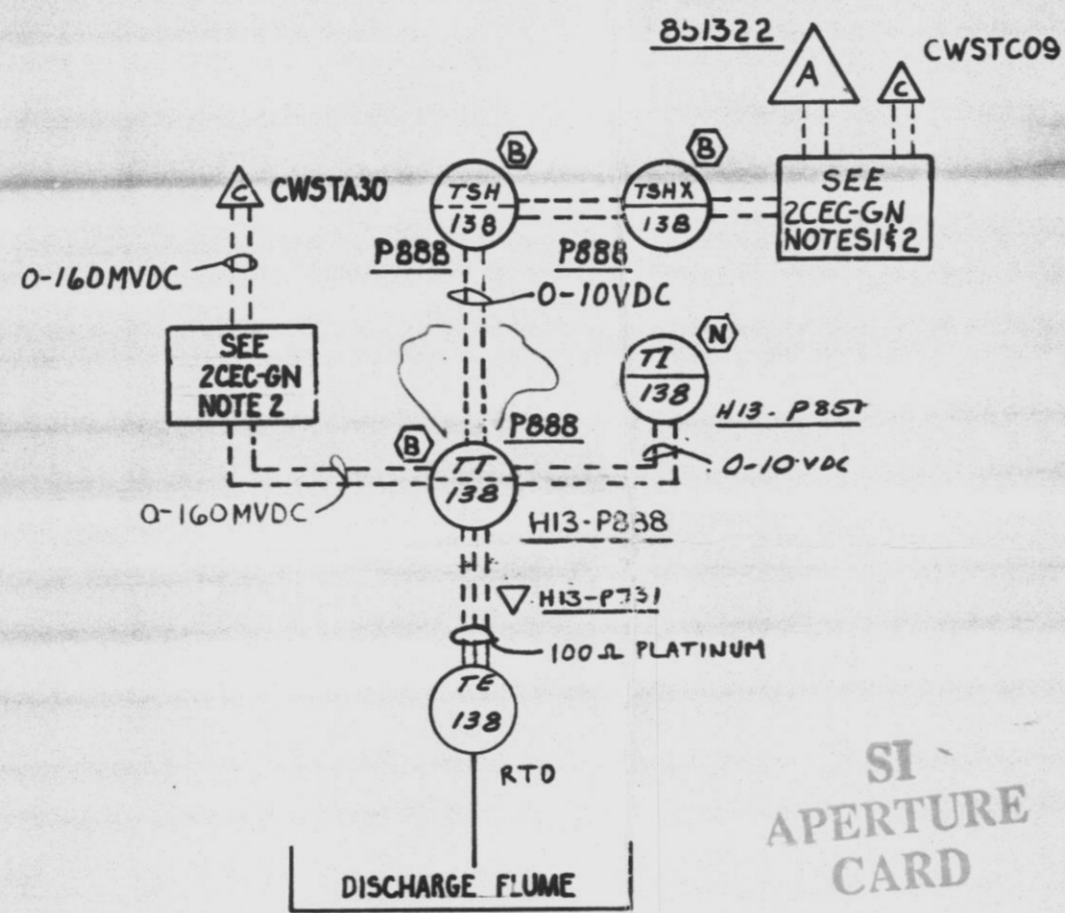 851322
A
C
CWSTC09
B
B
C
CWSTA30
TSH
138
TSHX
138
SEE
2CEC-GN
NOTES 1 & 2
P888
P888
0-160MVDC
0-10VDC
N
TI
138
SEE
2CEC-GN
NOTE 2
P888
B
TT
138
0-10VDC
0-160MVDC
H13-P888
H13-P731
100Ω PLATINUM
TE
138
RTD
DISCHARGE FLUME
SI
APERTURE
CARD